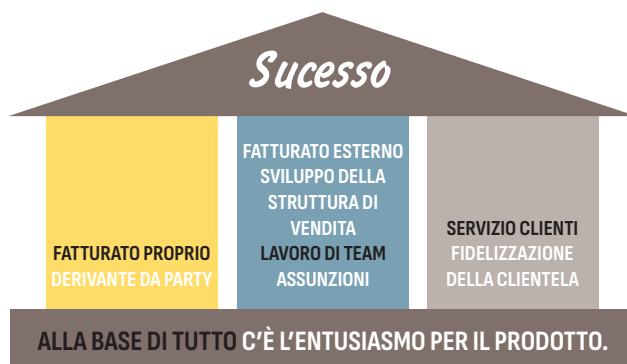 Sucesso
FATTURATO PROPRIO
DERIVANTE DA PARTY
FATTURATO ESTERNO
SVILUPPO DELLA
STRUTTURA DI
VENDITA
LAVORO DI TEAM
ASSUNZIONI
SERVIZIO CLIENTI
FIDELIZZAZIONE
DELLA CLIENTELA
ALLA BASE DI TUTTO C'È L'ENTUSIASMO PER IL PRODOTTO.